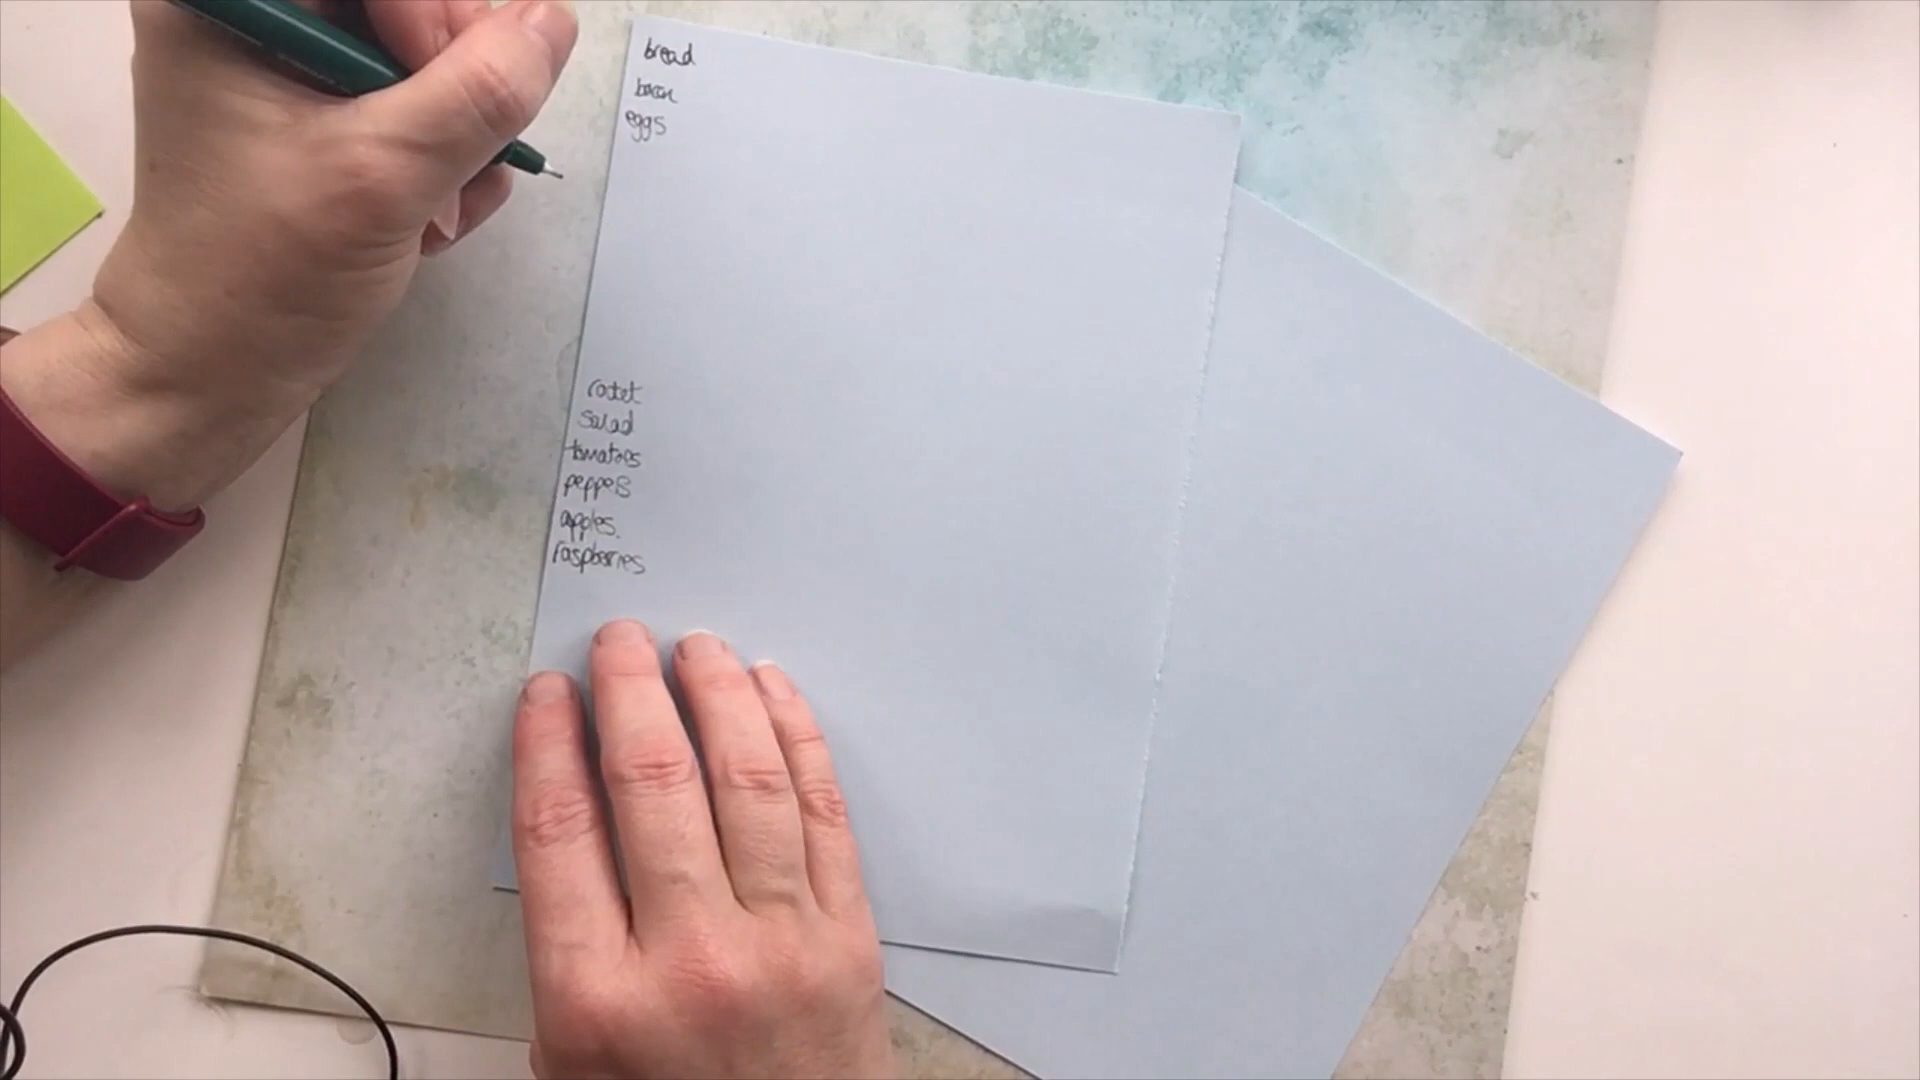 bread
bacon
eggs
rocket
salad
tomatoes
peppers
apples.
raspberries